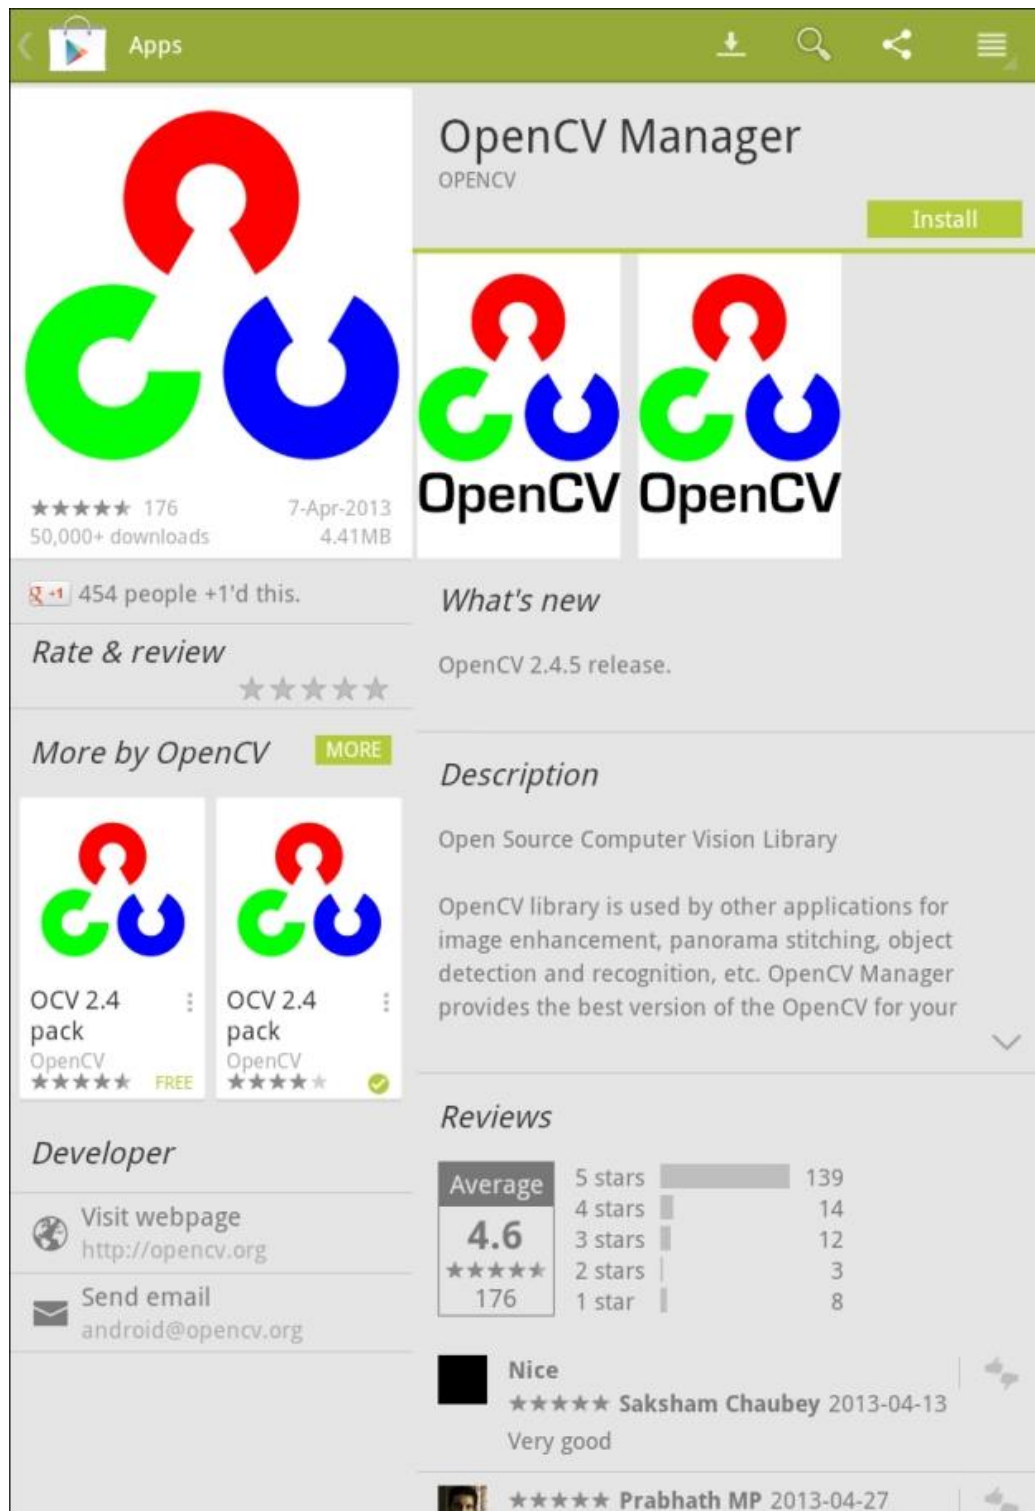 Apps
OpenCV Manager
OPENCV
Install
OpenCV OpenCV
176 7-Apr-2013
50,000+ downloads 4.41MB
g +1 454 people +1'd this.
Rate & review
More by OpenCV MORE
OCV 2.4
pack
OpenCV
FREE
OCV 2.4
pack
OpenCV
Developer
Visit webpage
http://opencv.org
Send email
android@opencv.org
What's new
OpenCV 2.4.5 release.
Description
Open Source Computer Vision Library
OpenCV library is used by other applications for
image enhancement, panorama stitching, object
detection and recognition, etc. OpenCV Manager
provides the best version of the OpenCV for your
Reviews
Average
4.6
176
5 stars 139
4 stars 14
3 stars 12
2 stars 3
1 star 8
Nice
★★★★★ Saksham Chaubey 2013-04-13
Very good
★★★★★ Prabhath MP 2013-04-27